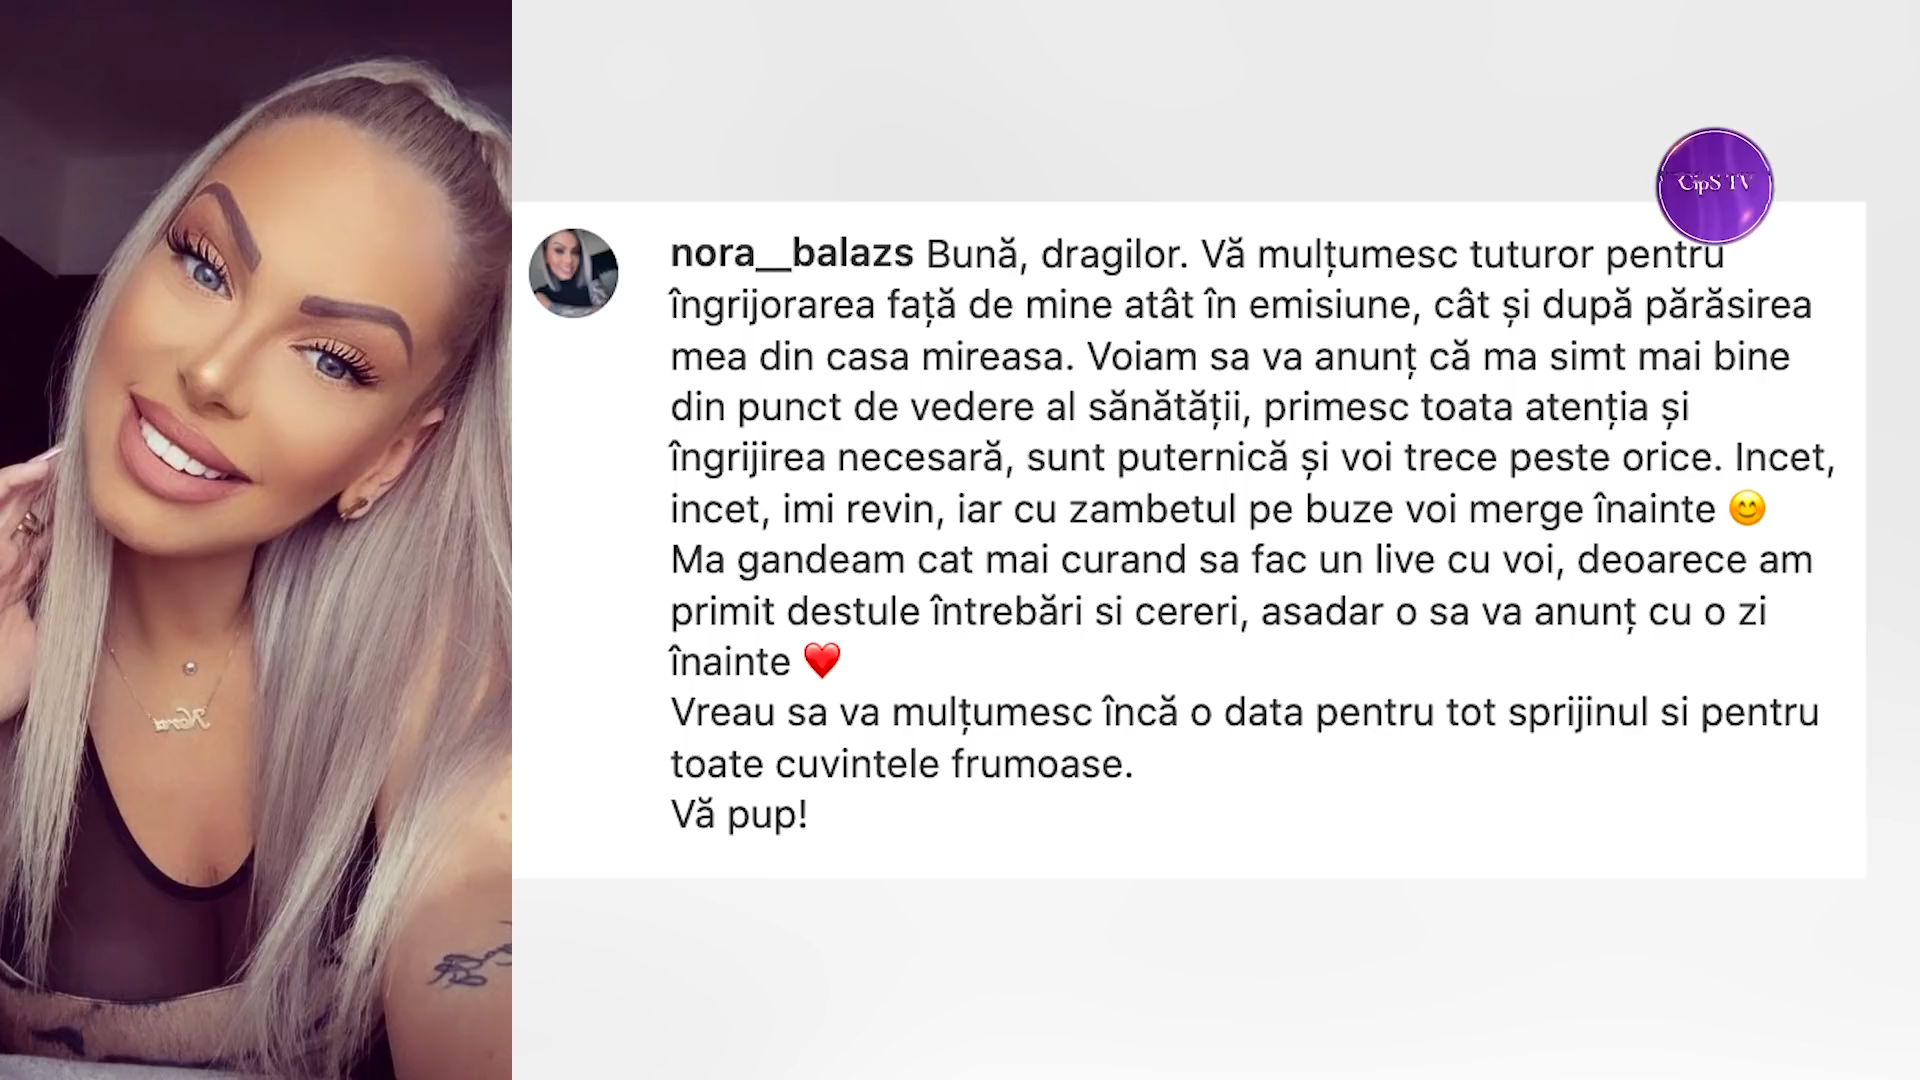 CipS TV
nora__balazs Bună, dragilor. Vă mulțumesc tuturor pentru
îngrijorarea față de mine atât în emisiune, cât și după părăsirea
mea din casa mireasa. Voiam sa va anunț că ma simt mai bine
din punct de vedere al sănătății, primesc toata atenția și
îngrijirea necesară, sunt puternică și voi trece peste orice. Incet,
incet, imi revin, iar cu zambetul pe buze voi merge înainte 😊
Ma gandeam cat mai curand sa fac un live cu voi, deoarece am
primit destule întrebări si cereri, asadar o sa va anunț cu o zi
înainte ❤️
Vreau sa va mulțumesc încă o data pentru tot sprijinul si pentru
toate cuvintele frumoase.
Vă pup!
Nora